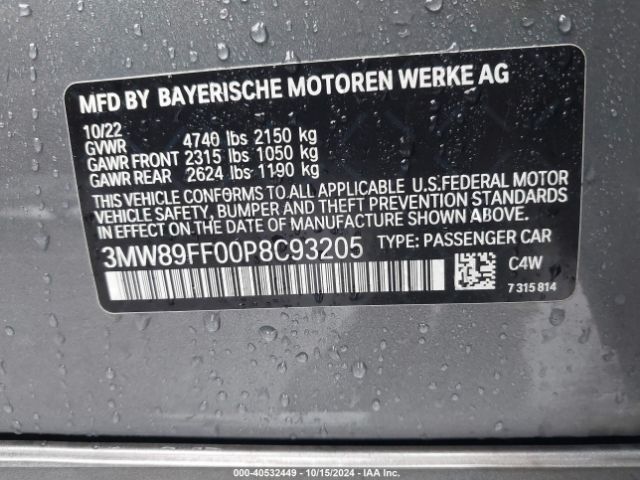 MFD BY BAYERISCHE MOTOREN WERKE AG
10/22
GVWR 4740 lbs 2150 kg
GAWR FRONT 2315 lbs 1050 kg
GAWR REAR 2624 lbs 1190 kg
THIS VEHICLE CONFORMS TO ALL APPLICABLE U.S.FEDERAL MOTOR
VEHICLE SAFETY, BUMPER AND THEFT PREVENTION STANDARDS
IN EFFECT ON THE DATE OF MANUFACTURE SHOWN ABOVE.
3MW89FF00P8C93205 TYPE: PASSENGER CAR
C4W
7 315 814
000-40532449 - 10/15/2024 - IAA Inc.